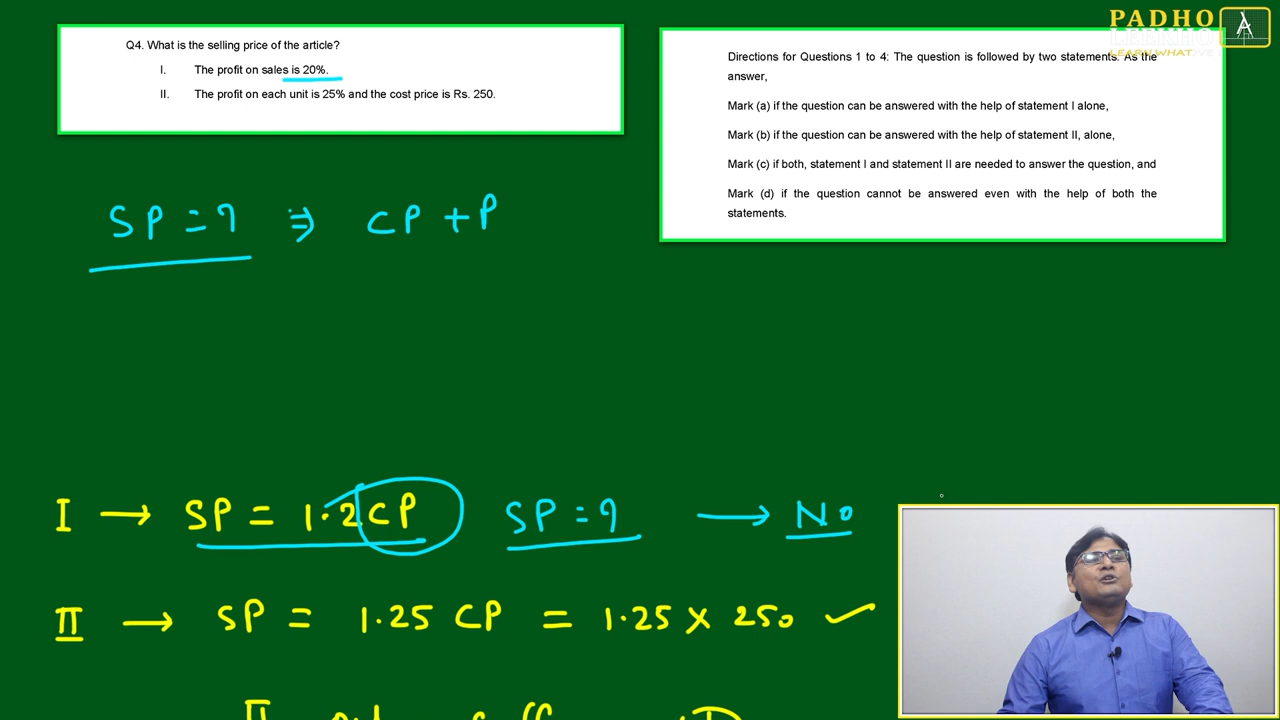 Q4. What is the selling price of the article?
I. The profit on sales is 20%.
II. The profit on each unit is 25% and the cost price is Rs. 250.
PADHO
LEEKHO
Directions for Questions 1 to 4: The question is followed by two statements. As the
answer,
Mark (a) if the question can be answered with the help of statement I alone,
Mark (b) if the question can be answered with the help of statement II, alone,
Mark (c) if both, statement I and statement II are needed to answer the question, and
Mark (d) if the question cannot be answered even with the help of both the
statements.
SP = ? ⇒ CP + P
I → SP = 1.2 CP SP = ? → No
II → SP = 1.25 CP = 1.25 × 250 ✓
II